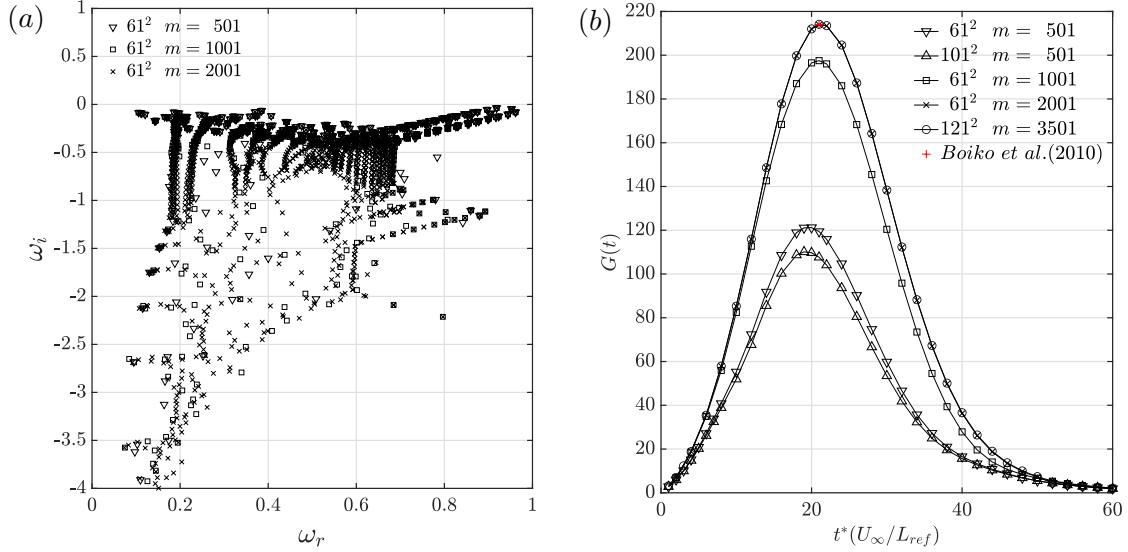 (a)
1
0.5
0
-0.5
-1
-1.5
-2
-2.5
-3
-3.5
-4
ω_i
61² m = 501
61² m = 1001
61² m = 2001
0 0.2 0.4 0.6 0.8 1
ω_r
(b)
220
200
180
160
140
120
100
80
60
40
20
0
G(t)
61² m = 501
101² m = 501
61² m = 1001
61² m = 2001
121² m = 3501
Boiko et al.(2010)
0 20 40 60
t*(U_∞/L_ref)